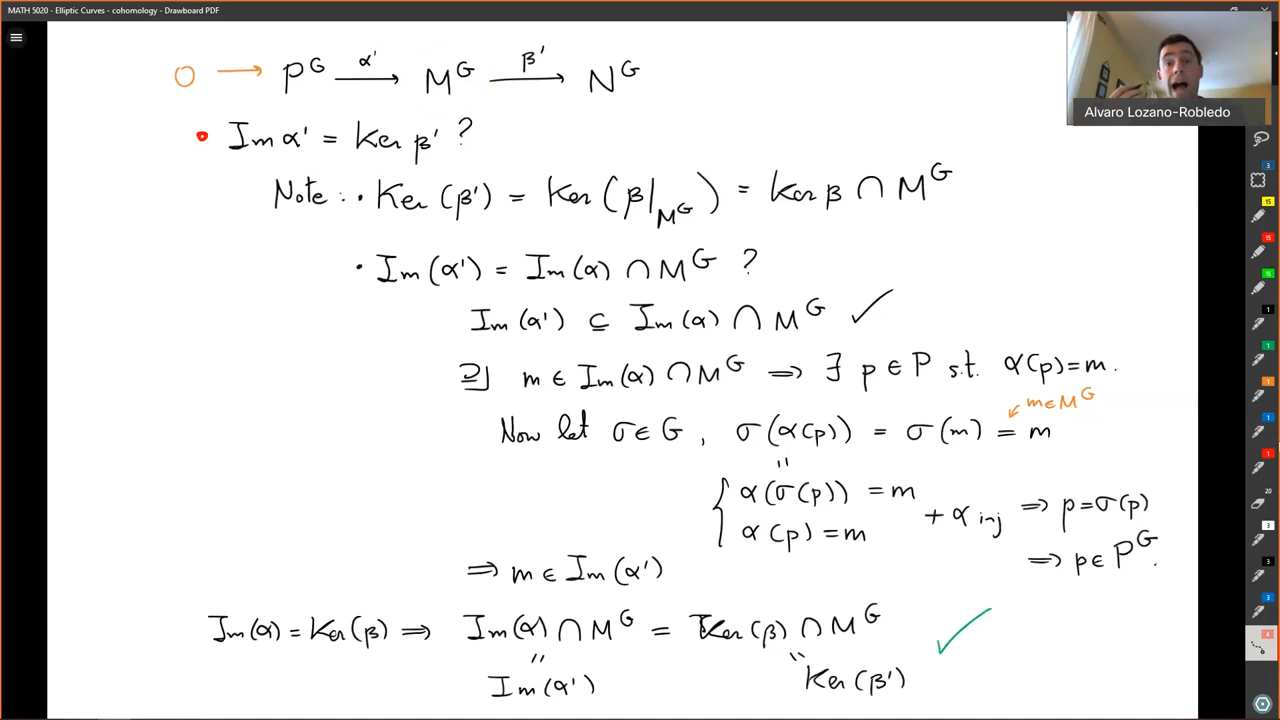 MATH 5020 - Elliptic Curves - cohomology - Drawboard PDF
Alvaro Lozano-Robledo
0 → P^G —α'→ M^G —β'→ N^G
• Im α' = Ker β' ?
Note: • Ker(β') = Ker(β|_{M^G}) = Ker β ∩ M^G
• Im(α') = Im(α) ∩ M^G ?
Im(α') ⊆ Im(α) ∩ M^G ✓
⊇] m ∈ Im(α) ∩ M^G ⇒ ∃ p ∈ P s.t. α(p)=m.
m∈M^G
Now let σ∈G, σ(α(p)) = σ(m) = m
"
{ α(σ(p)) = m
α(p) = m
+ α inj ⇒ p=σ(p)
⇒ p∈P^G.
⇒ m ∈ Im(α')
Im(α) = Ker(β) ⇒ Im(α) ∩ M^G = Ker(β) ∩ M^G ✓
" "
Im(α') Ker(β')